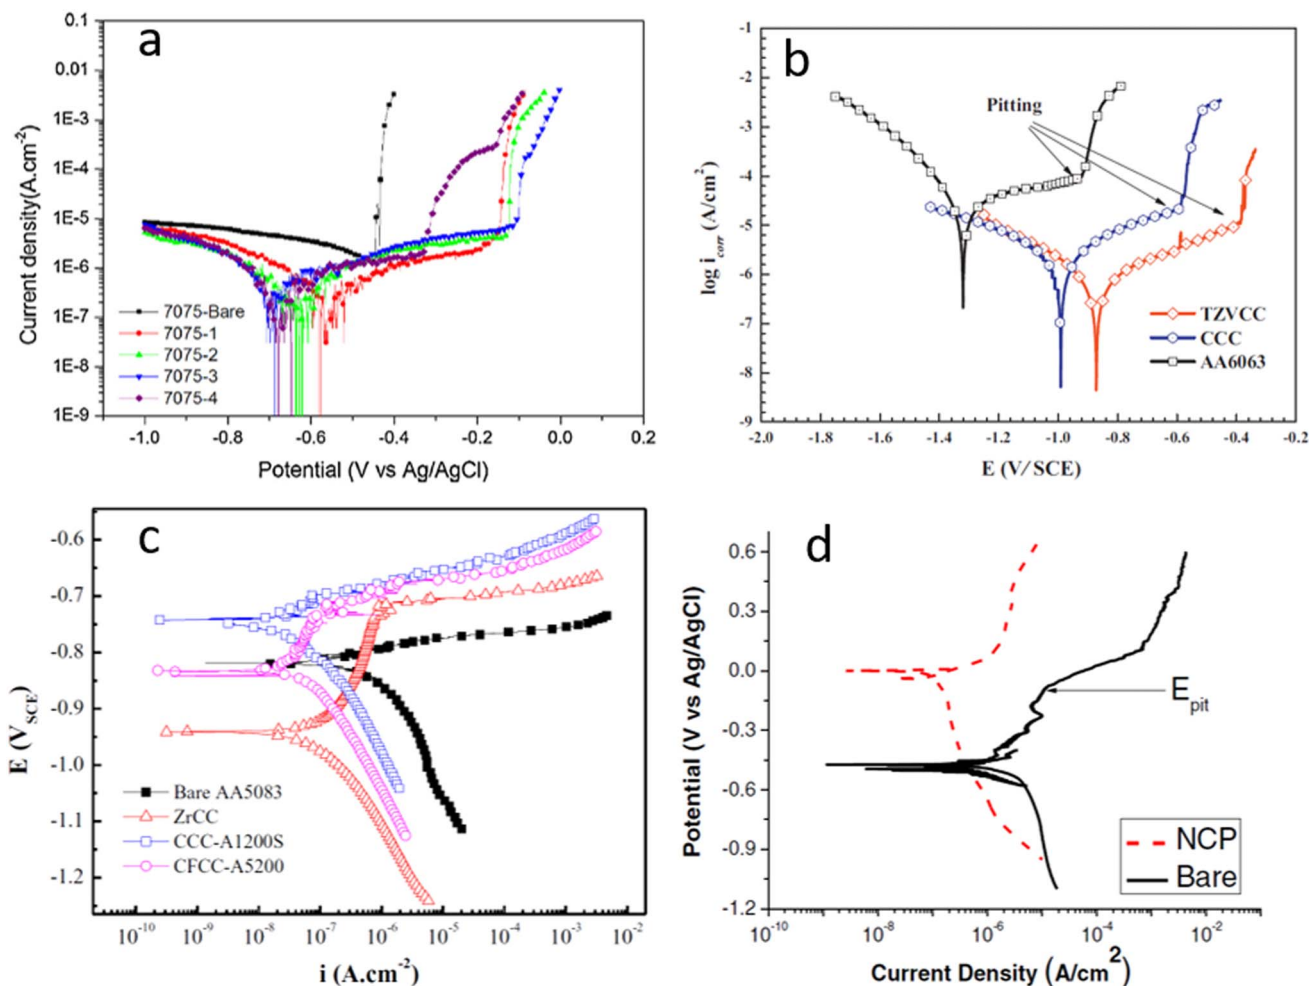 a
0.1
0.01
1E-3
1E-4
1E-5
1E-6
1E-7
1E-8
1E-9
Current density(A.cm⁻²)
7075-Bare
7075-1
7075-2
7075-3
7075-4
-1.0 -0.8 -0.6 -0.4 -0.2 0.0 0.2
Potential (V vs Ag/AgCl)
b
-1
-2
-3
-4
-5
-6
-7
-8
-9
log i_corr (A/cm²)
Pitting
TZVCC
CCC
AA6063
-2.0 -1.8 -1.6 -1.4 -1.2 -1.0 -0.8 -0.6 -0.4 -0.2
E (V/SCE)
c
-0.6
-0.7
-0.8
-0.9
-1.0
-1.1
-1.2
E (V_SCE)
Bare AA5083
ZrCC
CCC-A1200S
CFCC-A5200
10⁻¹⁰ 10⁻⁹ 10⁻⁸ 10⁻⁷ 10⁻⁶ 10⁻⁵ 10⁻⁴ 10⁻³ 10⁻²
i (A.cm⁻²)
d
0.6
0.3
0.0
-0.3
-0.6
-0.9
-1.2
Potential (V vs Ag/AgCl)
E_pit
NCP
Bare
10⁻¹⁰ 10⁻⁸ 10⁻⁶ 10⁻⁴ 10⁻²
Current Density (A/cm²)